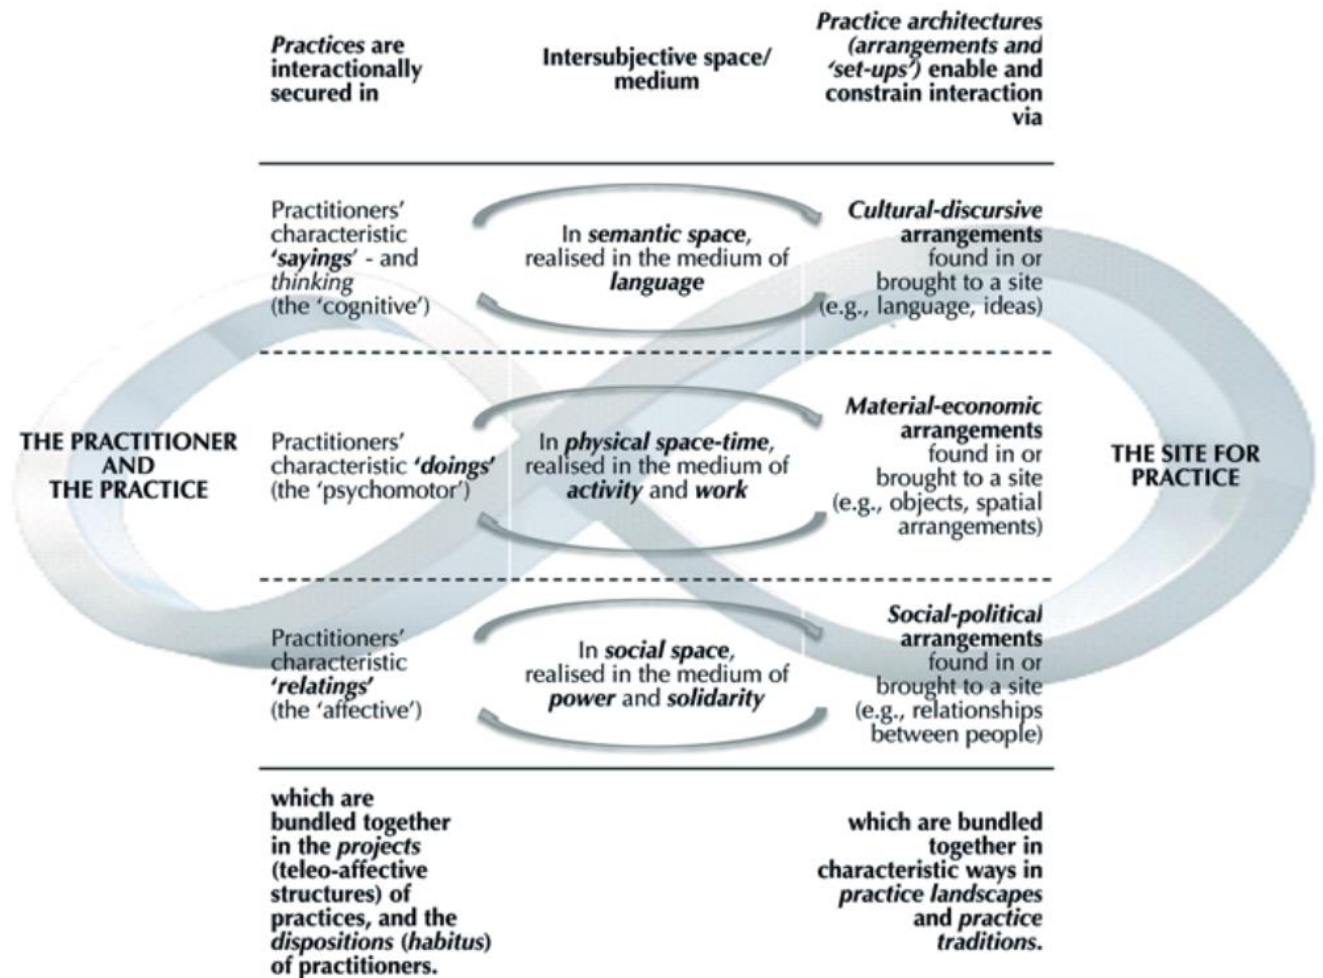 Practices are
interactionally
secured in
Intersubjective space/
medium
Practice architectures
(arrangements and
‘set-ups’) enable and
constrain interaction
via
Practitioners’
characteristic
‘sayings’ - and
thinking
(the ‘cognitive’)
In semantic space,
realised in the medium of
language
Cultural-discursive
arrangements
found in or
brought to a site
(e.g., language, ideas)
THE PRACTITIONER
AND
THE PRACTICE
Practitioners’
characteristic ‘doings’
(the ‘psychomotor’)
In physical space-time,
realised in the medium of
activity and work
Material-economic
arrangements
found in or
brought to a site
(e.g., objects, spatial
arrangements)
THE SITE FOR
PRACTICE
Practitioners’
characteristic
‘relatings’
(the ‘affective’)
In social space,
realised in the medium of
power and solidarity
Social-political
arrangements
found in or
brought to a site
(e.g., relationships
between people)
which are
bundled together
in the projects
(teleo-affective
structures) of
practices, and the
dispositions (habitus)
of practitioners.
which are bundled
together in
characteristic ways in
practice landscapes
and practice
traditions.